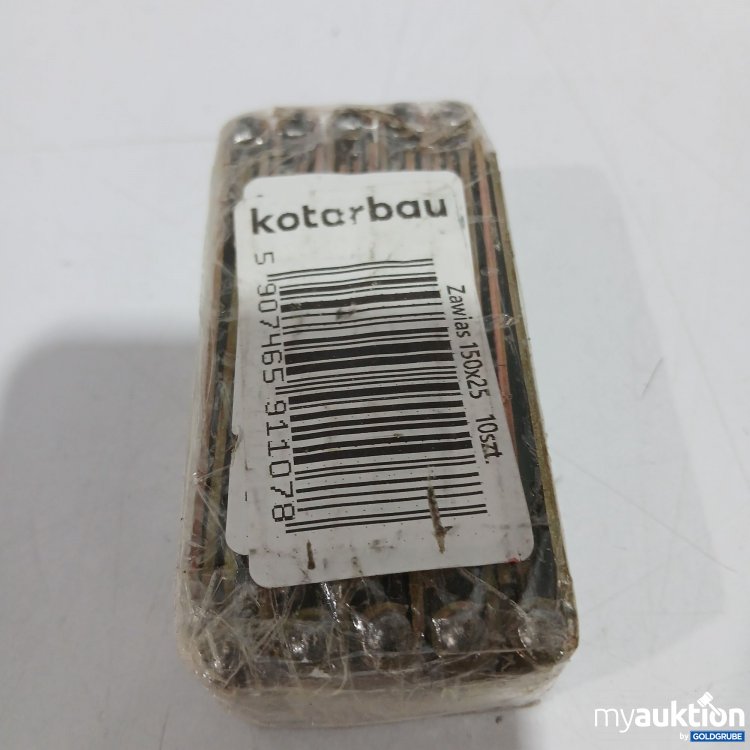 kotarbau
Zawias 150x25 10szt.
5 907465 911078
myauktion
by GOLDGRUBE